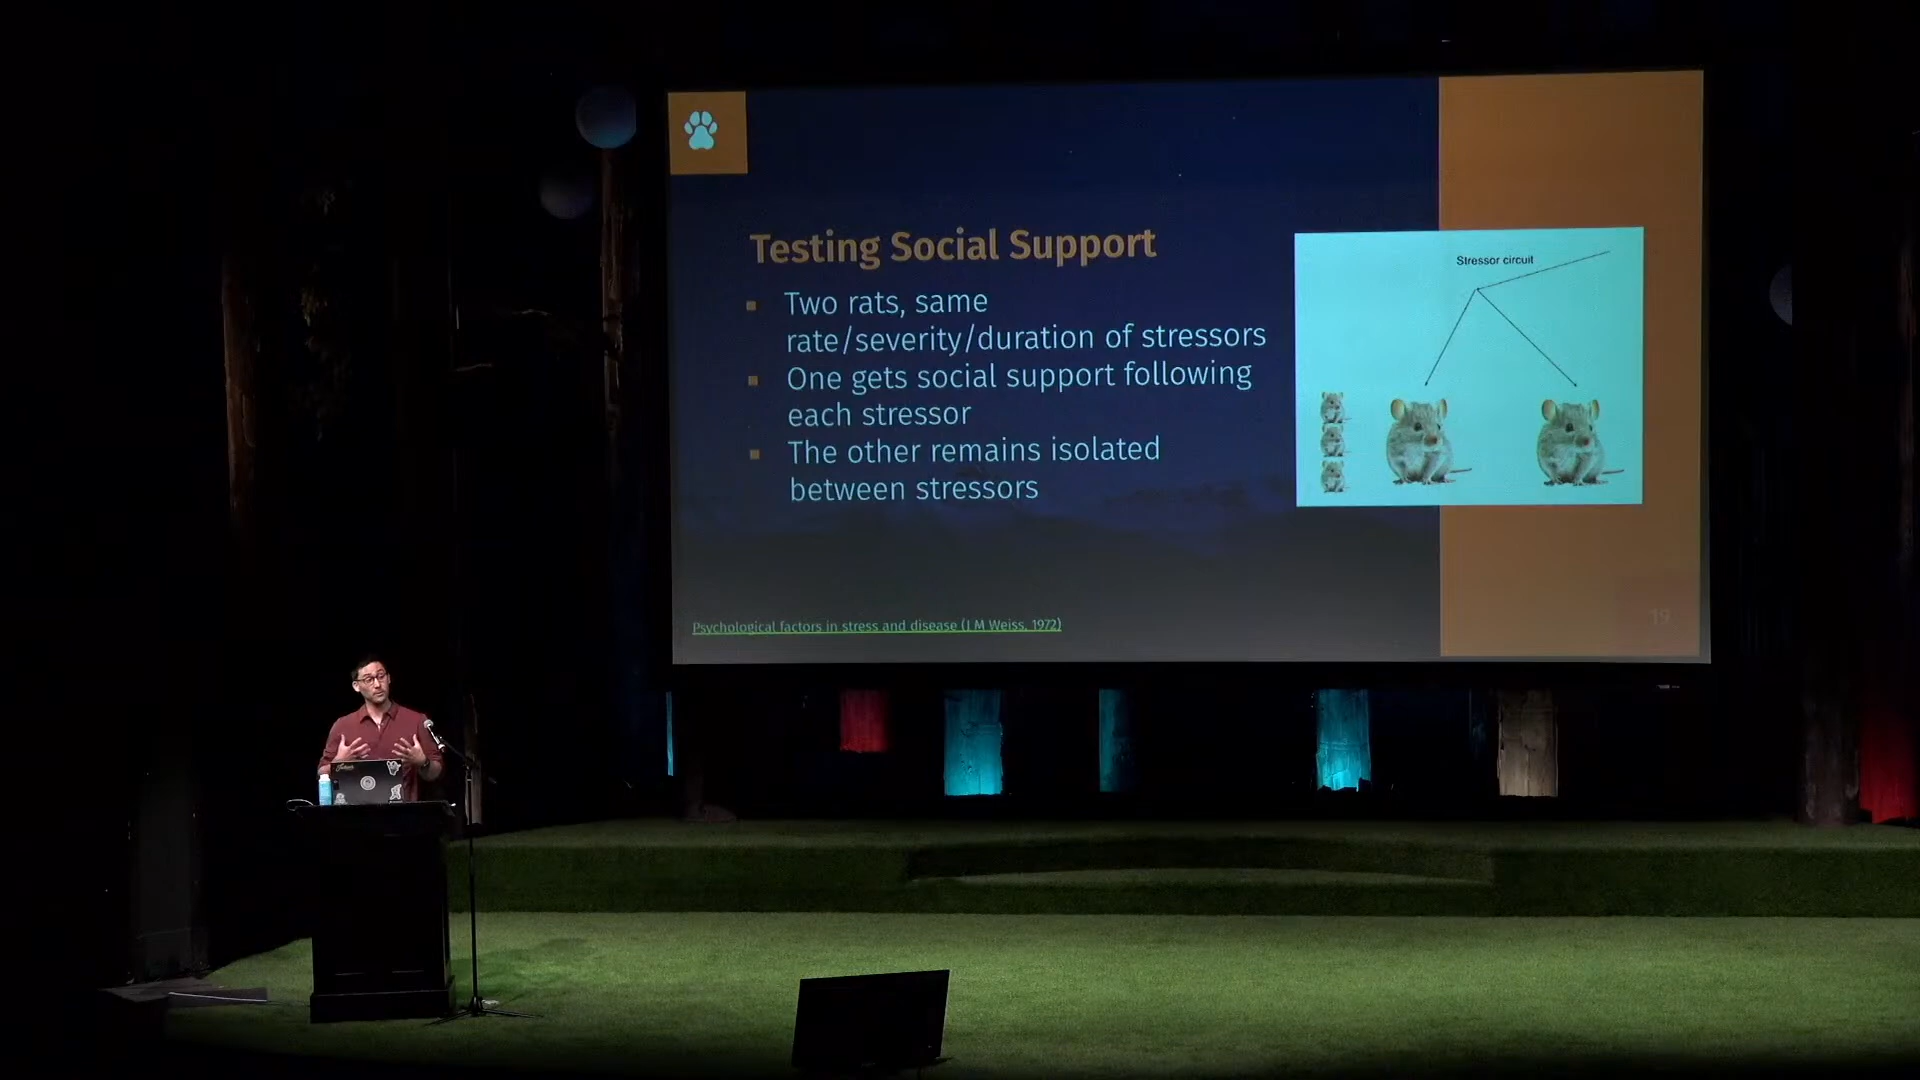 Testing Social Support
Two rats, same
rate/severity/duration of stressors
One gets social support following
each stressor
The other remains isolated
between stressors
Stressor circuit
Psychological factors in stress and disease (J M Weiss, 1972)
19